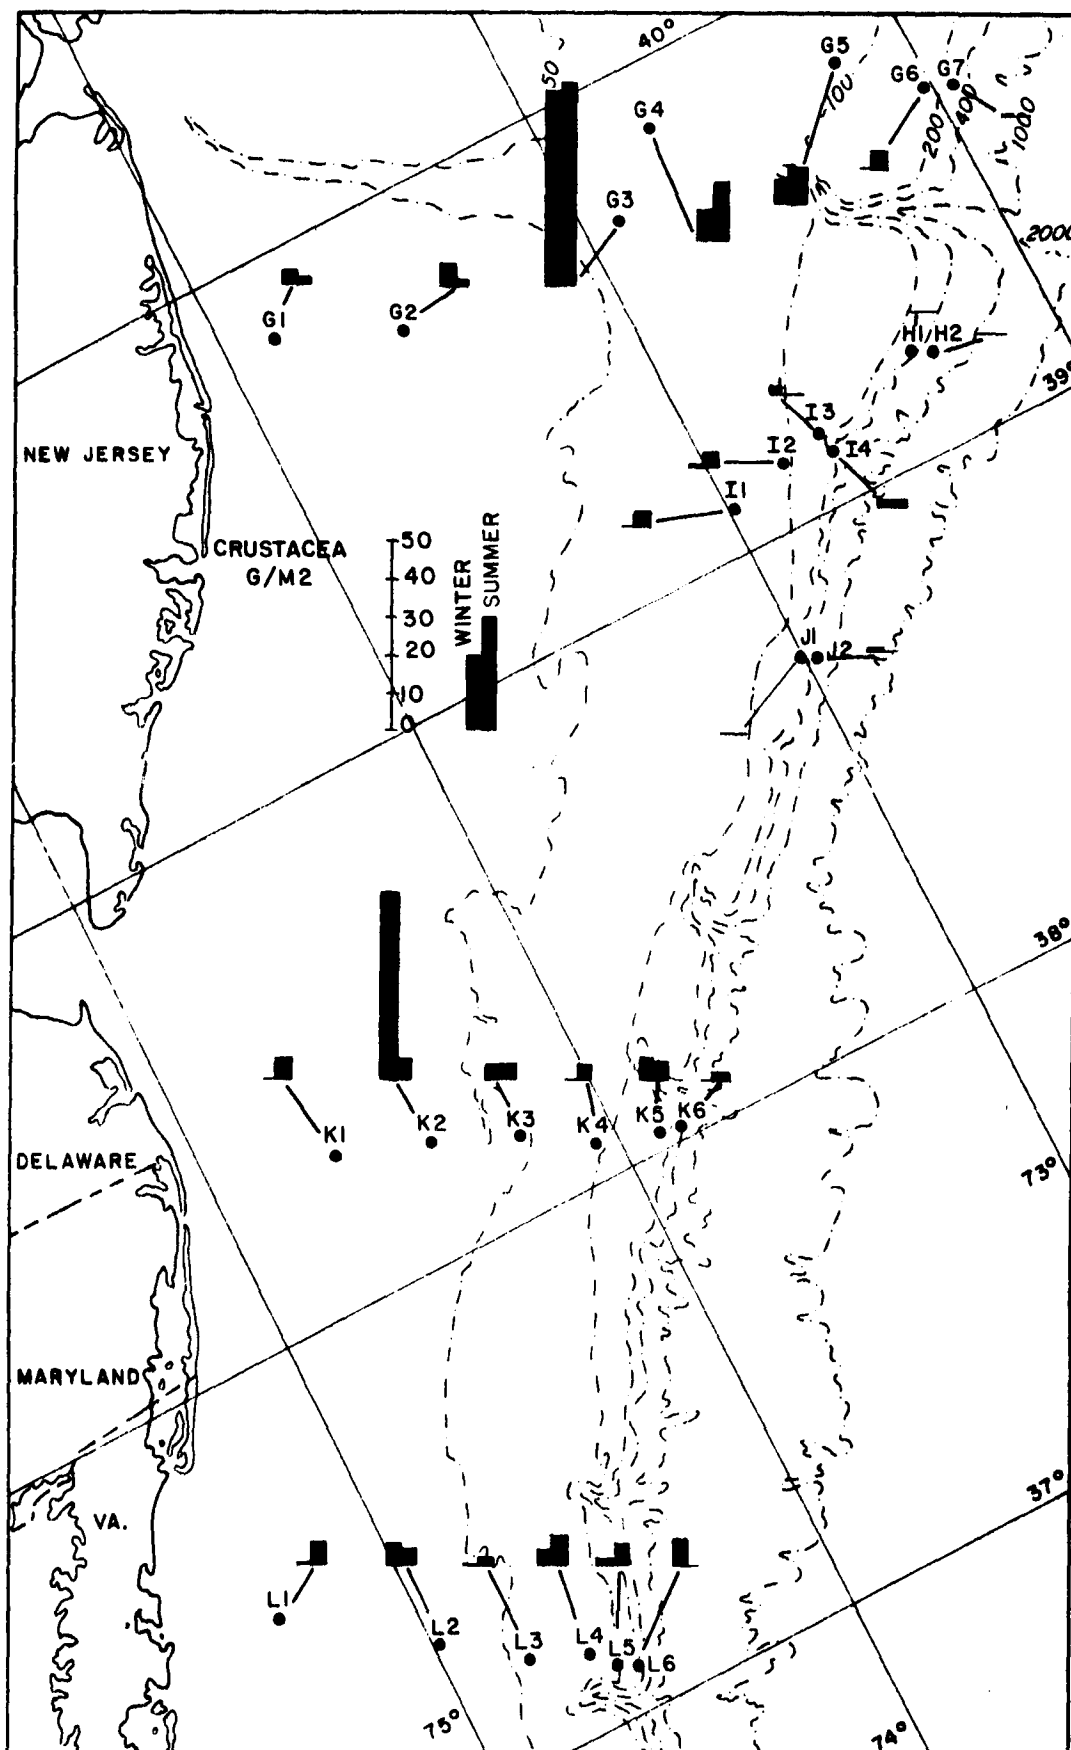 40°
50
G5
100
G6
G7
200
400
1000
G4
G3
2000
G1
G2
H1
H2
39°
I3
I2
I4
I1
NEW JERSEY
CRUSTACEA
G/M2
50
40
30
20
10
0
WINTER
SUMMER
J1
J2
38°
K1
K2
K3
K4
K5
K6
73°
DELAWARE
MARYLAND
37°
VA.
L1
L2
L3
L4
L5
L6
75°
74°